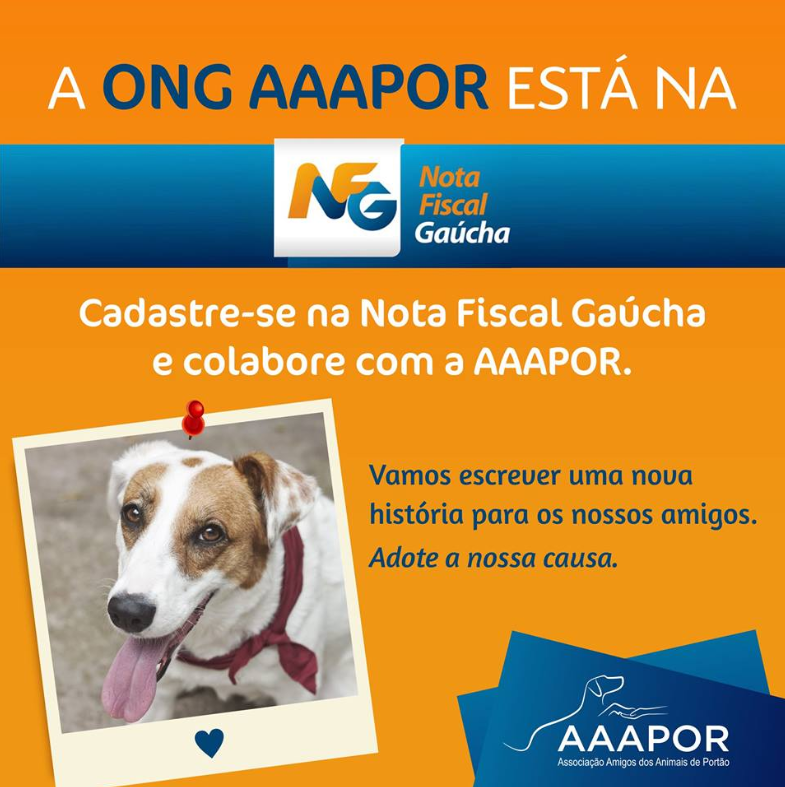 A ONG AAAPOR ESTÁ NA
NFG
Nota
Fiscal
Gaúcha
Cadastre-se na Nota Fiscal Gaúcha
e colabore com a AAAPOR.
Vamos escrever uma nova
história para os nossos amigos.
Adote a nossa causa.
AAAPOR
Associação Amigos dos Animais de Portão